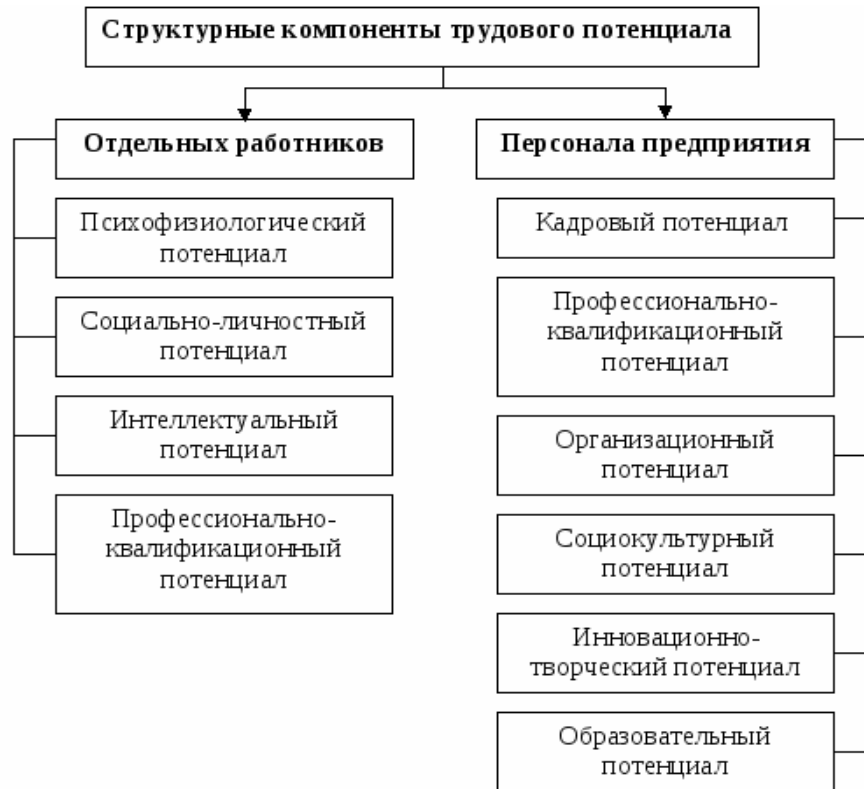 Структурные компоненты трудового потенциала
Отдельных работников
Психофизиологический
потенциал
Социально-личностный
потенциал
Интеллектуальный
потенциал
Профессионально-
квалификационный
потенциал
Персонала предприятия
Кадровый потенциал
Профессионально-
квалификационный
потенциал
Организационный
потенциал
Социокультурный
потенциал
Инновационно-
творческий потенциал
Образовательный
потенциал